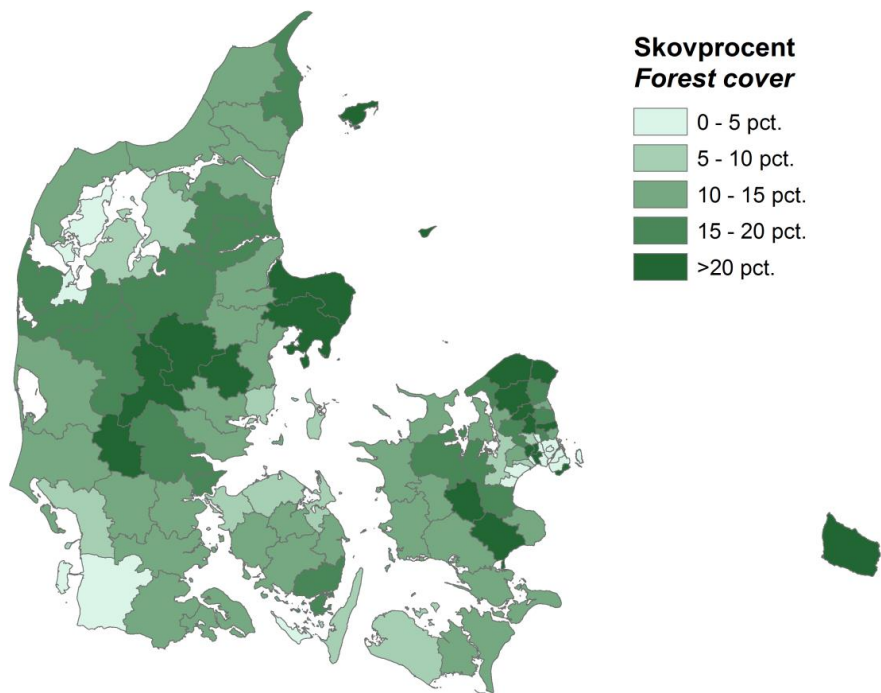 Skovprocent
Forest cover
0 - 5 pct.
5 - 10 pct.
10 - 15 pct.
15 - 20 pct.
>20 pct.